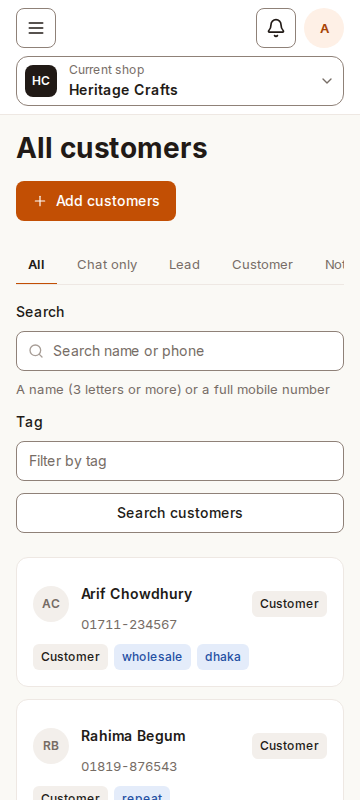 A
HC
Current shop
Heritage Crafts
All customers
Add customers
All Chat only Lead Customer Not
Search
Search name or phone
A name (3 letters or more) or a full mobile number
Tag
Filter by tag
Search customers
AC
Arif Chowdhury
01711-234567
Customer
Customer wholesale dhaka
RB
Rahima Begum
01819-876543
Customer
Customer repeat